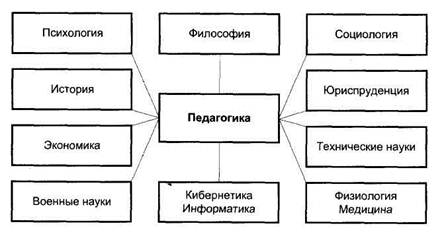 Психология
Философия
Социология
История
Юриспруденция
Педагогика
Экономика
Технические науки
Военные науки
Кибернетика
Информатика
Физиология
Медицина